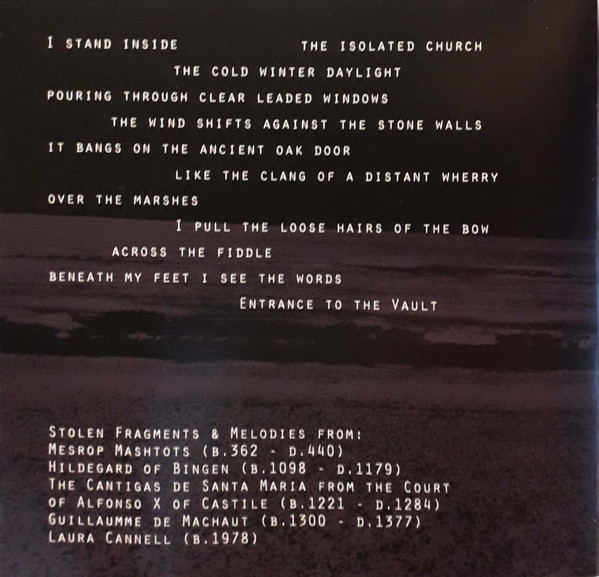 I STAND INSIDE THE ISOLATED CHURCH
THE COLD WINTER DAYLIGHT
POURING THROUGH CLEAR LEADED WINDOWS
THE WIND SHIFTS AGAINST THE STONE WALLS
IT BANGS ON THE ANCIENT OAK DOOR
LIKE THE CLANG OF A DISTANT WHERRY
OVER THE MARSHES
I PULL THE LOOSE HAIRS OF THE BOW
ACROSS THE FIDDLE
BENEATH MY FEET I SEE THE WORDS
ENTRANCE TO THE VAULT
STOLEN FRAGMENTS & MELODIES FROM:
MESROP MASHTOTS (B.362 - D.440)
HILDEGARD OF BINGEN (B.1098 - D.1179)
THE CANTIGAS DE SANTA MARIA FROM THE COURT
OF ALFONSO X OF CASTILE (B.1221 - D.1284)
GUILLAUMME DE MACHAUT (B.1300 - D.1377)
LAURA CANNELL (B.1978)